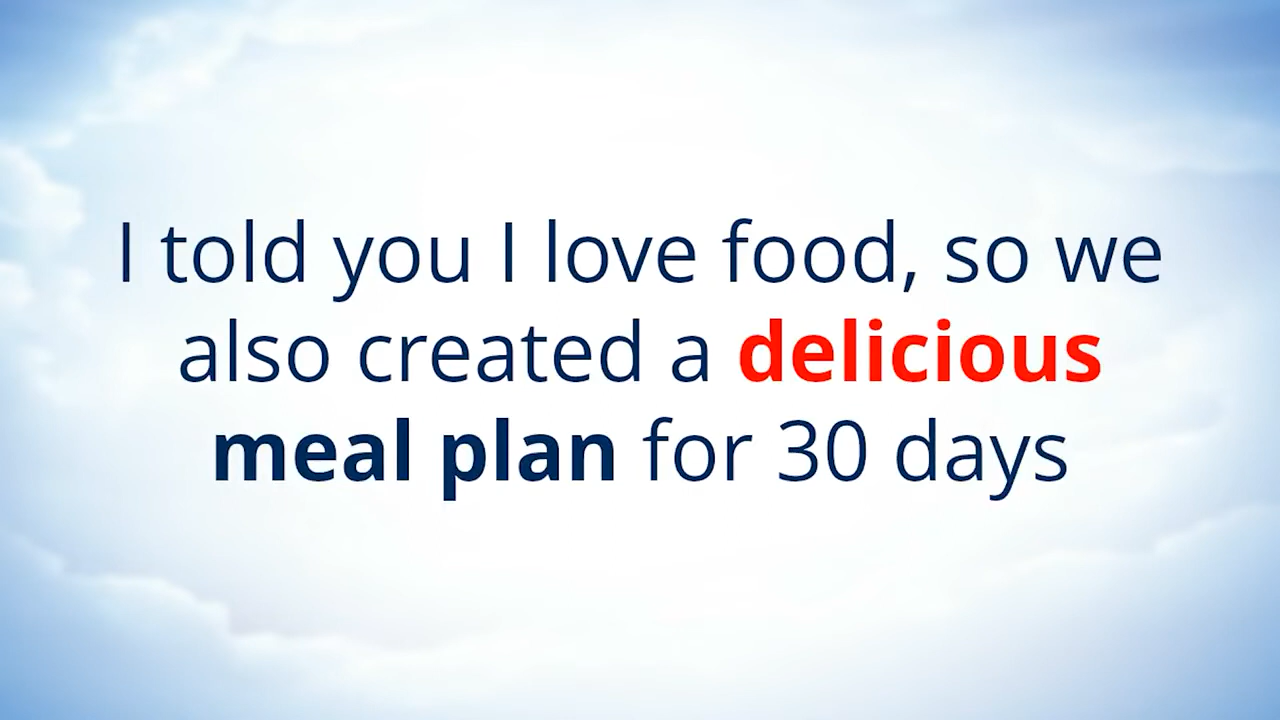 I told you I love food, so we
also created a delicious
meal plan for 30 days